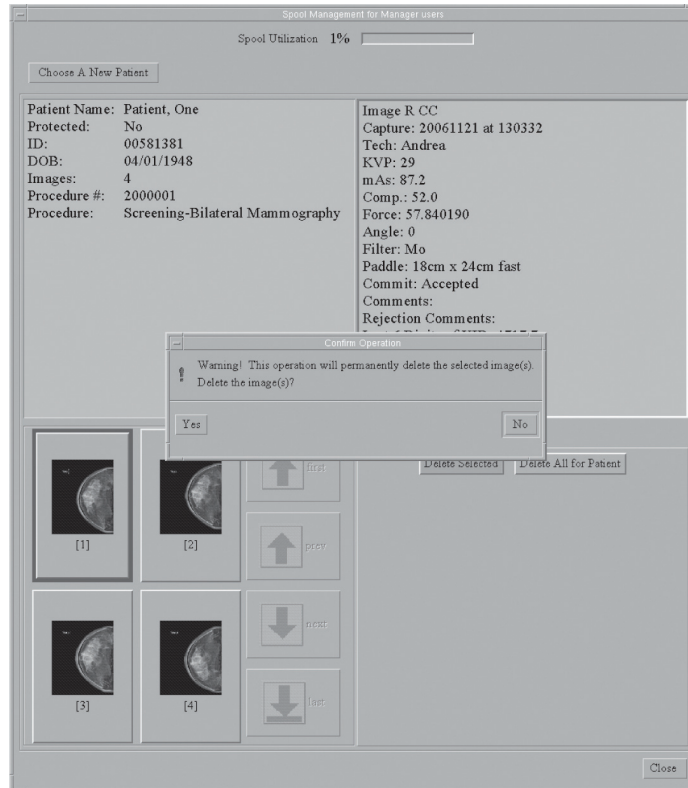 Spool Management for Manager users
Spool Utilization 1%
Choose A New Patient
Patient Name: Patient, One
Protected: No
ID: 00581381
DOB: 04/01/1948
Images: 4
Procedure #: 2000001
Procedure: Screening-Bilateral Mammography
Image R CC
Capture: 20061121 at 130332
Tech: Andrea
KVP: 29
mAs: 87.2
Comp.: 52.0
Force: 57.840190
Angle: 0
Filter: Mo
Paddle: 18cm x 24cm fast
Commit: Accepted
Comments:
Rejection Comments:
Confirm Operation
Warning! This operation will permanently delete the selected image(s).
Delete the image(s)?
Yes
No
Delete Selected
Delete All for Patient
[1]
[2]
first
prev
[3]
[4]
next
last
Close